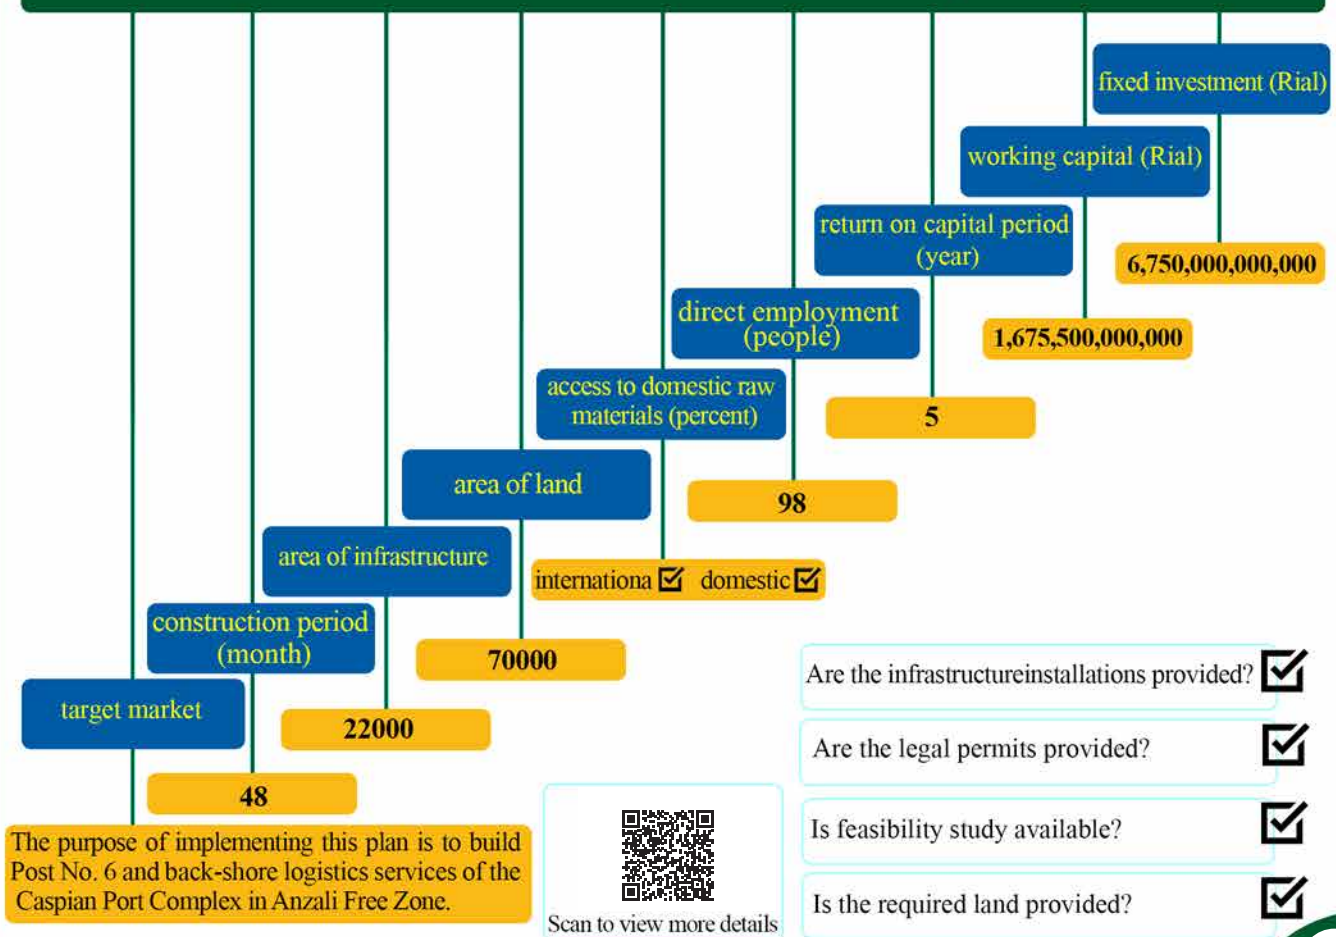 fixed investment (Rial)
6,750,000,000,000
working capital (Rial)
1,675,500,000,000
return on capital period
(year)
5
direct employment
(people)
98
access to domestic raw
materials (percent)
internationa ☑ domestic ☑
area of land
70000
area of infrastructure
22000
construction period
(month)
48
target market
The purpose of implementing this plan is to build
Post No. 6 and back-shore logistics services of the
Caspian Port Complex in Anzali Free Zone.
Scan to view more details
Are the infrastructureinstallations provided? ☑
Are the legal permits provided? ☑
Is feasibility study available? ☑
Is the required land provided? ☑